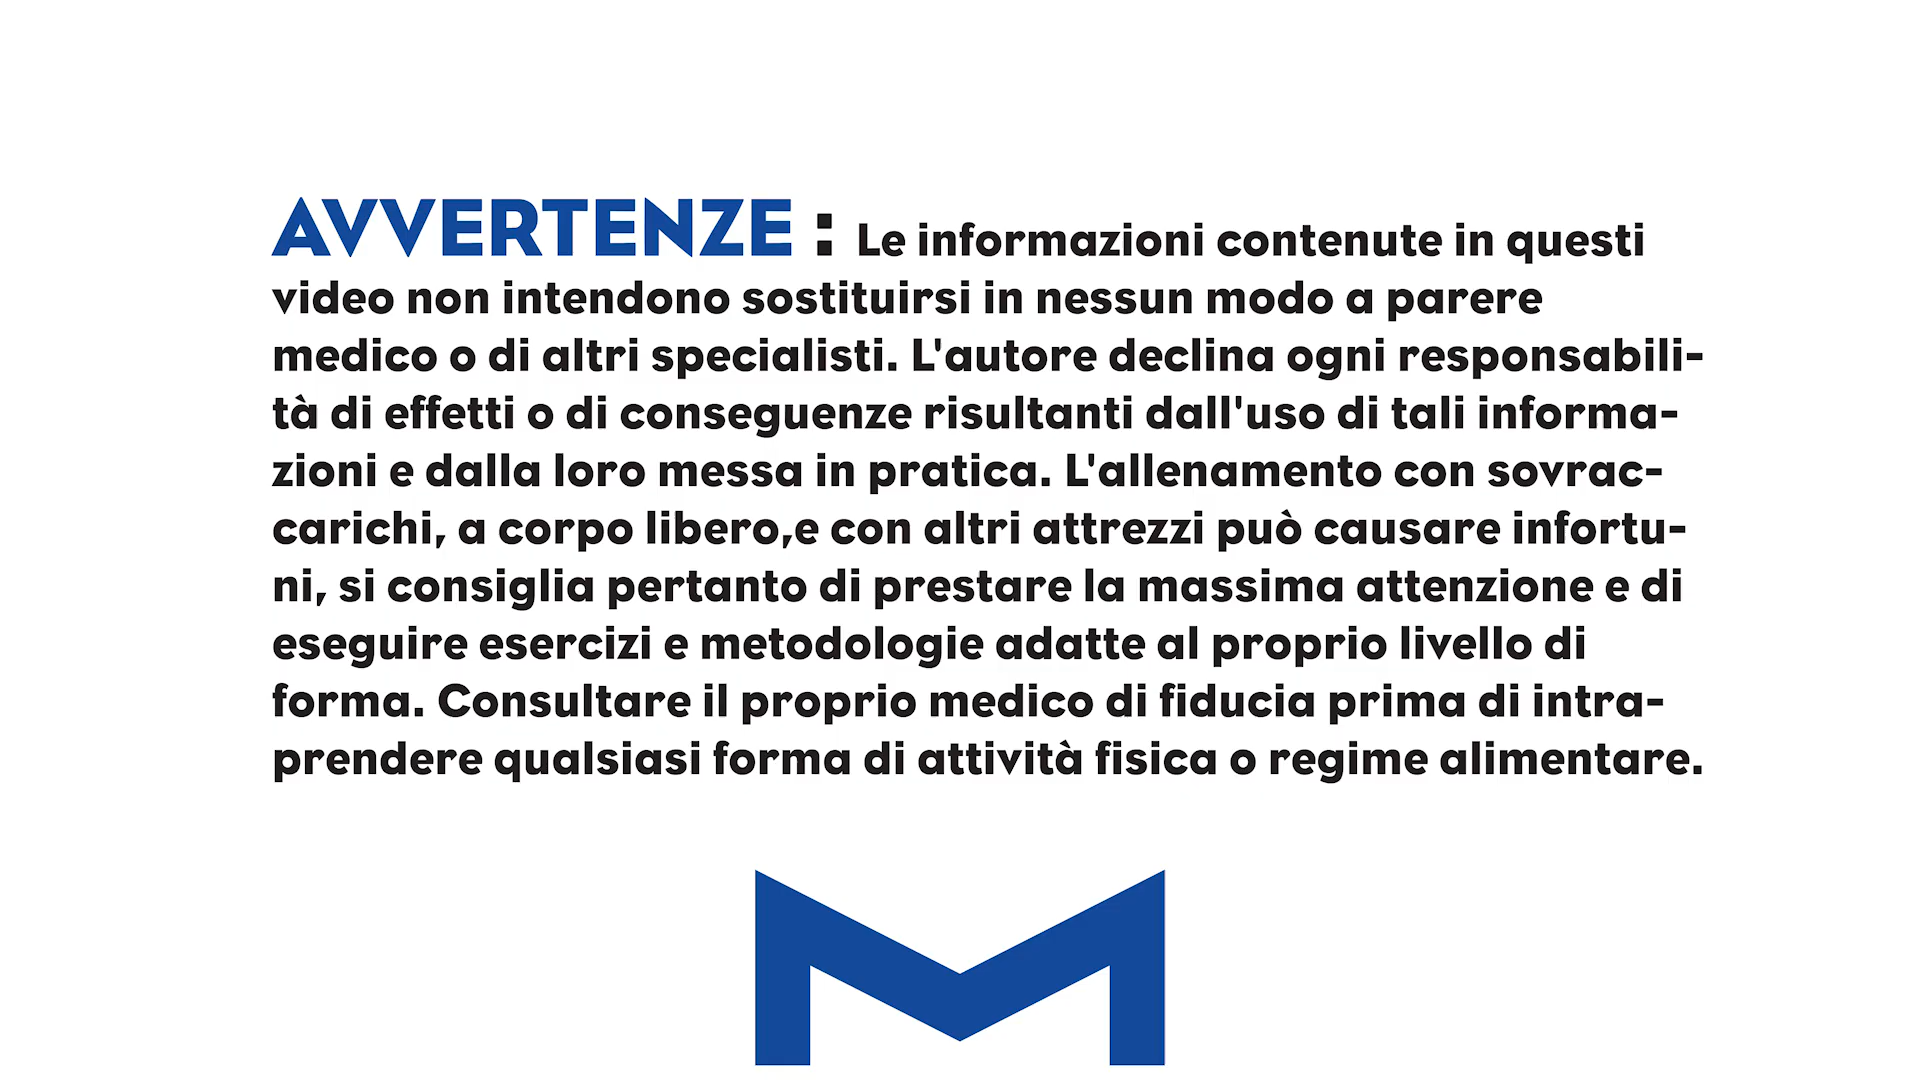 AVVERTENZE : Le informazioni contenute in questi
video non intendono sostituirsi in nessun modo a parere
medico o di altri specialisti. L'autore declina ogni responsabili-
tà di effetti o di conseguenze risultanti dall'uso di tali informa-
zioni e dalla loro messa in pratica. L'allenamento con sovrac-
carichi, a corpo libero,e con altri attrezzi può causare infortu-
ni, si consiglia pertanto di prestare la massima attenzione e di
eseguire esercizi e metodologie adatte al proprio livello di
forma. Consultare il proprio medico di fiducia prima di intra-
prendere qualsiasi forma di attività fisica o regime alimentare.
M